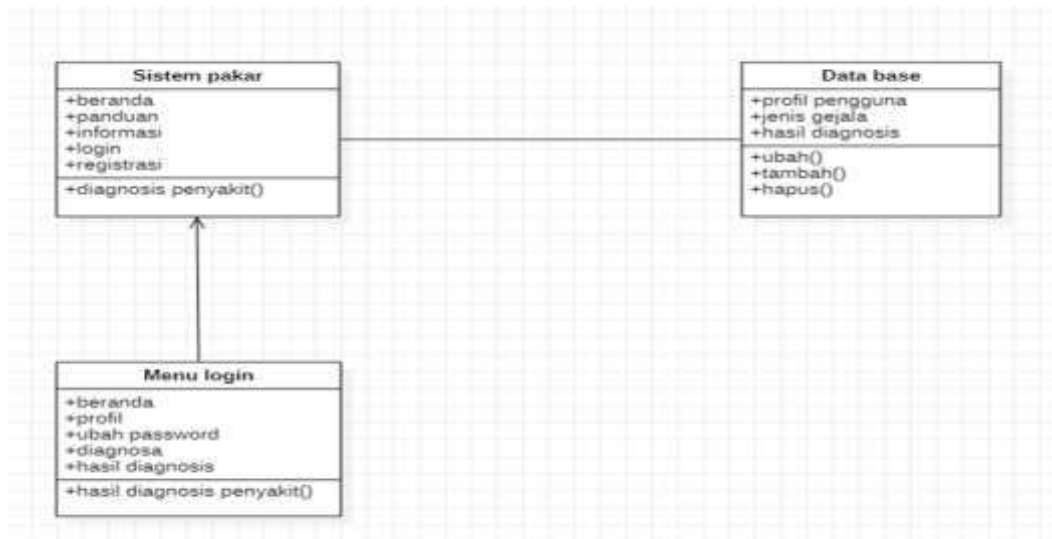 Sistem pakar
+beranda
+panduan
+informasi
+login
+registrasi
+diagnosis penyakit()
Data base
+profil pengguna
+jenis gejala
+hasil diagnosis
+ubah()
+tambah()
+hapus()
Menu login
+beranda
+profil
+ubah password
+diagnosa
+hasil diagnosis
+hasil diagnosis penyakit()